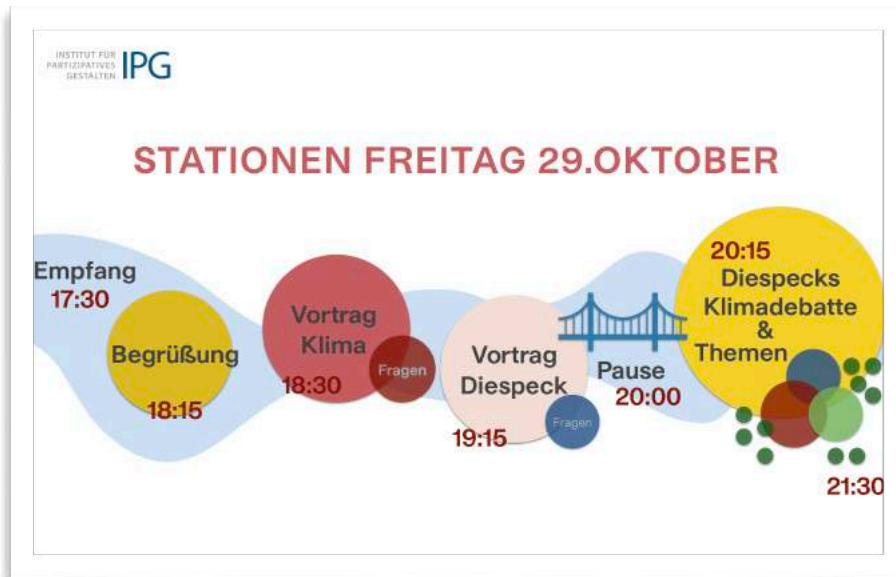 INSTITUT FÜR
PARTIZIPATIVES
GESTALTEN
IPG
STATIONEN FREITAG 29.OKTOBER
Empfang
17:30
Begrüßung
18:15
Vortrag
Klima
18:30
Fragen
Vortrag
Diespeck
19:15
Fragen
Pause
20:00
20:15
Diespecks
Klimadebatte
&
Themen
21:30